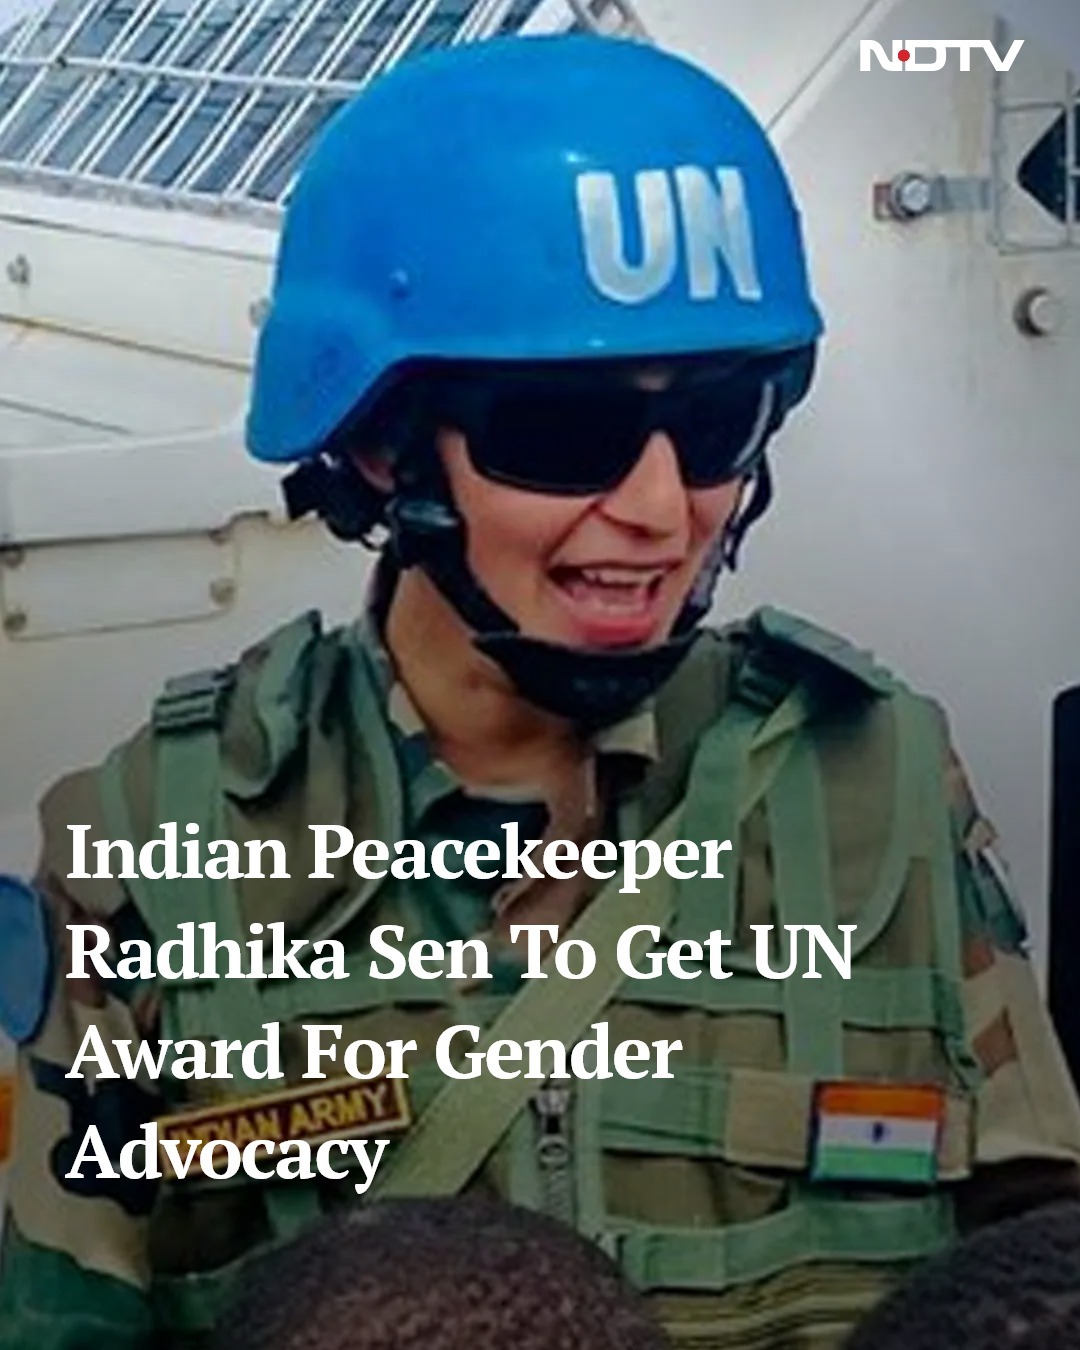 NDTV
UN
Indian Peacekeeper
Radhika Sen To Get UN
Award For Gender
Advocacy
INDIAN ARMY